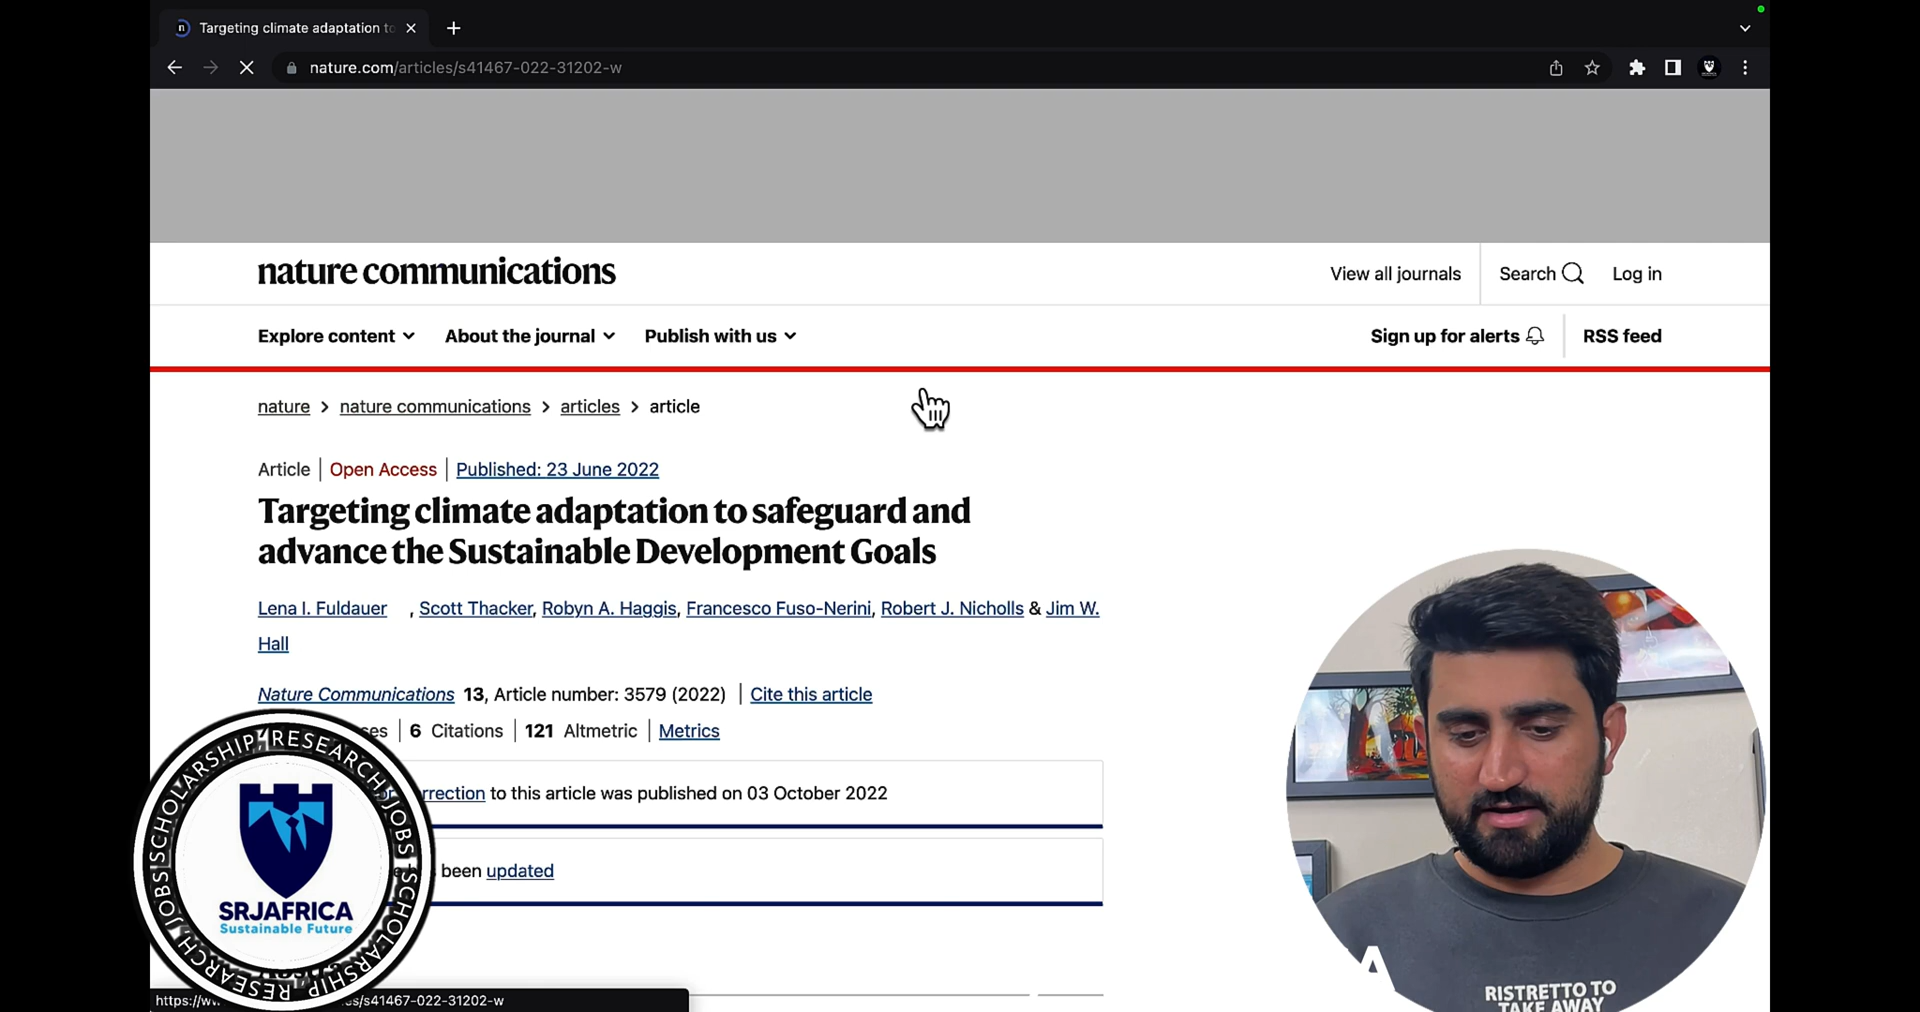 Targeting climate adaptation to
nature.com/articles/s41467-022-31202-w
nature communications
View all journals
Search
Log in
Explore content
About the journal
Publish with us
Sign up for alerts
RSS feed
nature > nature communications > articles > article
Article | Open Access | Published: 23 June 2022
Targeting climate adaptation to safeguard and
advance the Sustainable Development Goals
Lena I. Fuldauer , Scott Thacker, Robyn A. Haggis, Francesco Fuso-Nerini, Robert J. Nicholls & Jim W.
Hall
Nature Communications 13, Article number: 3579 (2022) | Cite this article
6 Citations | 121 Altmetric | Metrics
to this article was published on 03 October 2022
been updated
SCHOLARSHIP RESEARCH JOBS SCHOLARSHIP RESEARCH JOBS
SRJAFRICA
Sustainable Future
s41467-022-31202-w
A
RISTRETTO TO
TAKE AWAY